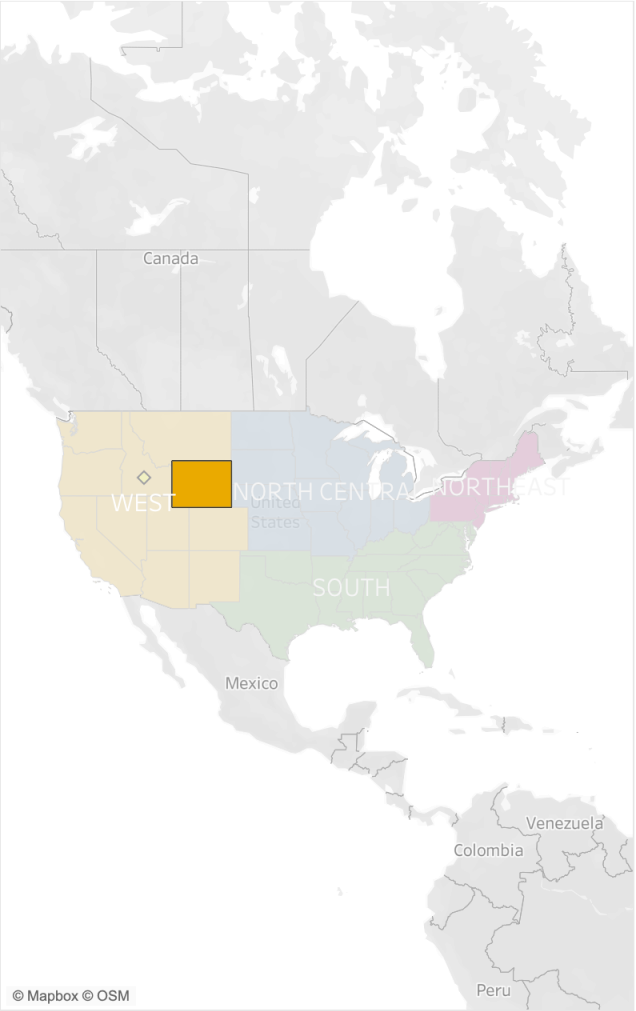 Canada
WEST
NORTH CENTRAL
NORTHEAST
United
States
SOUTH
Mexico
Venezuela
Colombia
Peru
© Mapbox © OSM